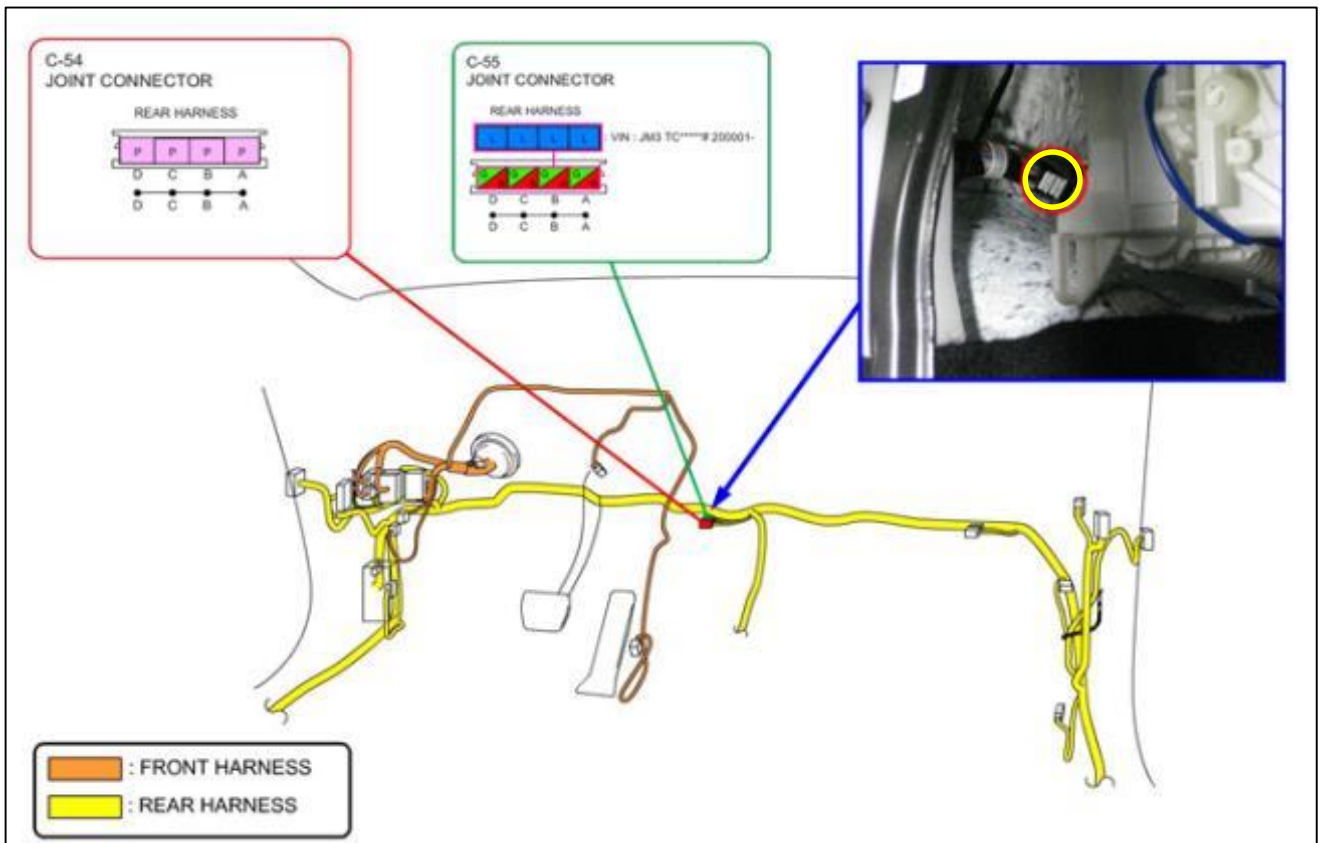 C-54
JOINT CONNECTOR
REAR HARNESS
P P P P
D C B A
D C B A
C-55
JOINT CONNECTOR
REAR HARNESS
L L L L : VIN : JM3 TC*****# 200001-
G G G G
D C B A
D C B A
: FRONT HARNESS
: REAR HARNESS